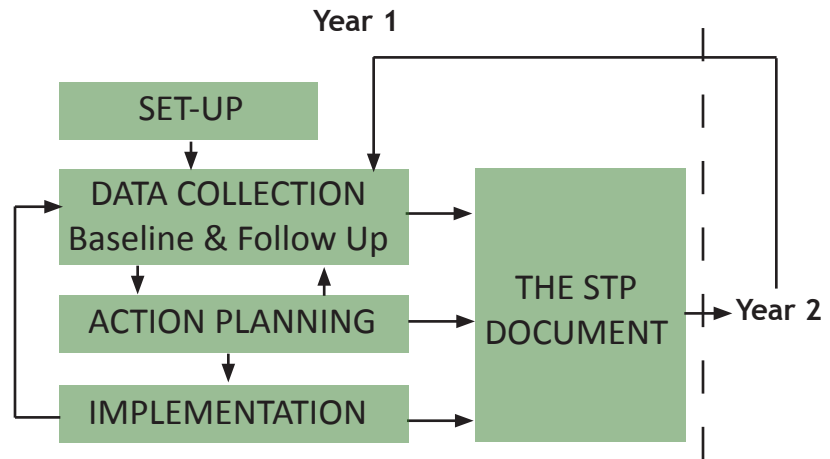 Year 1
SET-UP
DATA COLLECTION
Baseline & Follow Up
ACTION PLANNING
IMPLEMENTATION
THE STP
DOCUMENT
Year 2